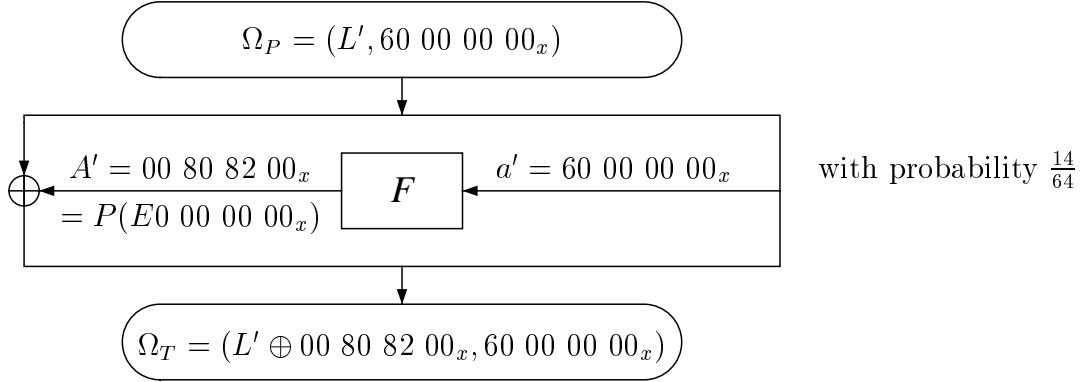 Ω_P = (L′, 60 00 00 00_x)
A′ = 00 80 82 00_x
a′ = 60 00 00 00_x
with probability 14/64
F
= P(E0 00 00 00_x)
Ω_T = (L′ ⊕ 00 80 82 00_x, 60 00 00 00_x)